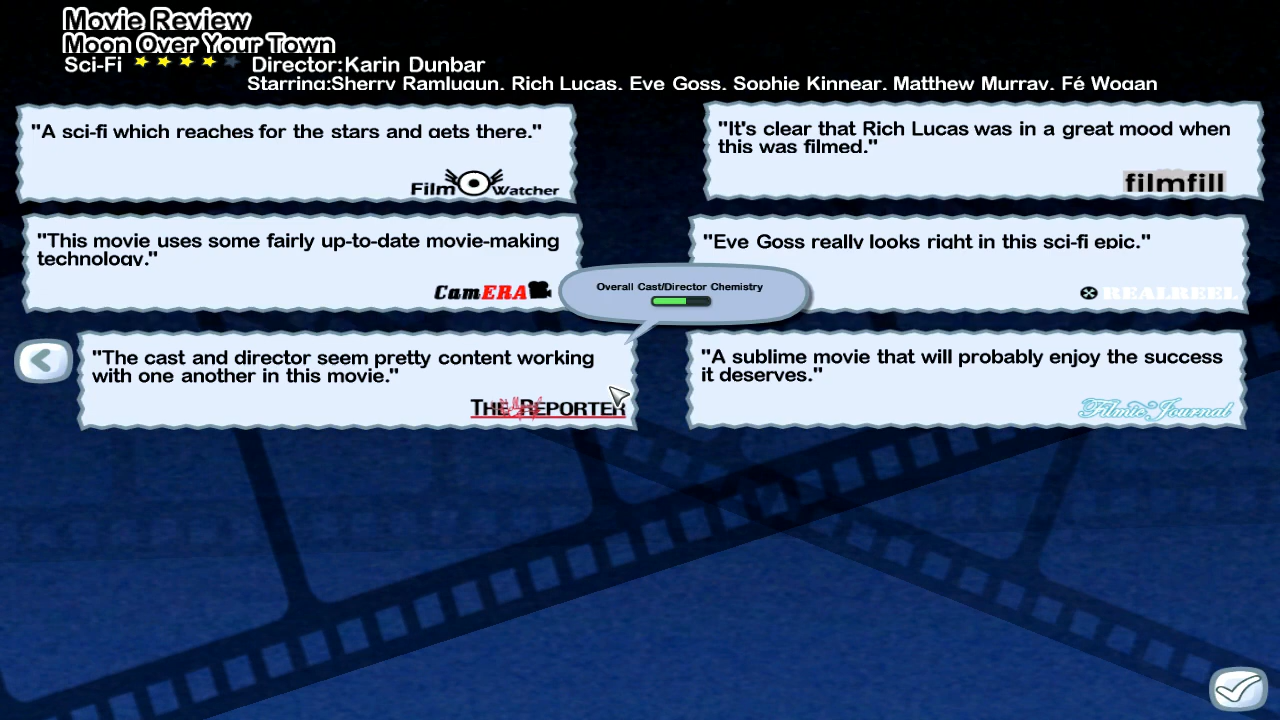 Movie Review
Moon Over Your Town
Sci-Fi
Director:Karin Dunbar
Starring:Sherry Ramlugun, Rich Lucas, Eve Goss, Sophie Kinnear, Matthew Murray, Fé Wogan
"A sci-fi which reaches for the stars and gets there."
Film Watcher
"It's clear that Rich Lucas was in a great mood when
this was filmed."
filmfill
"This movie uses some fairly up-to-date movie-making
technology."
CamERA
"Eve Goss really looks right in this sci-fi epic."
REALREEL
Overall Cast/Director Chemistry
"The cast and director seem pretty content working
with one another in this movie."
THE REPORTER
"A sublime movie that will probably enjoy the success
it deserves."
Filmic Journal